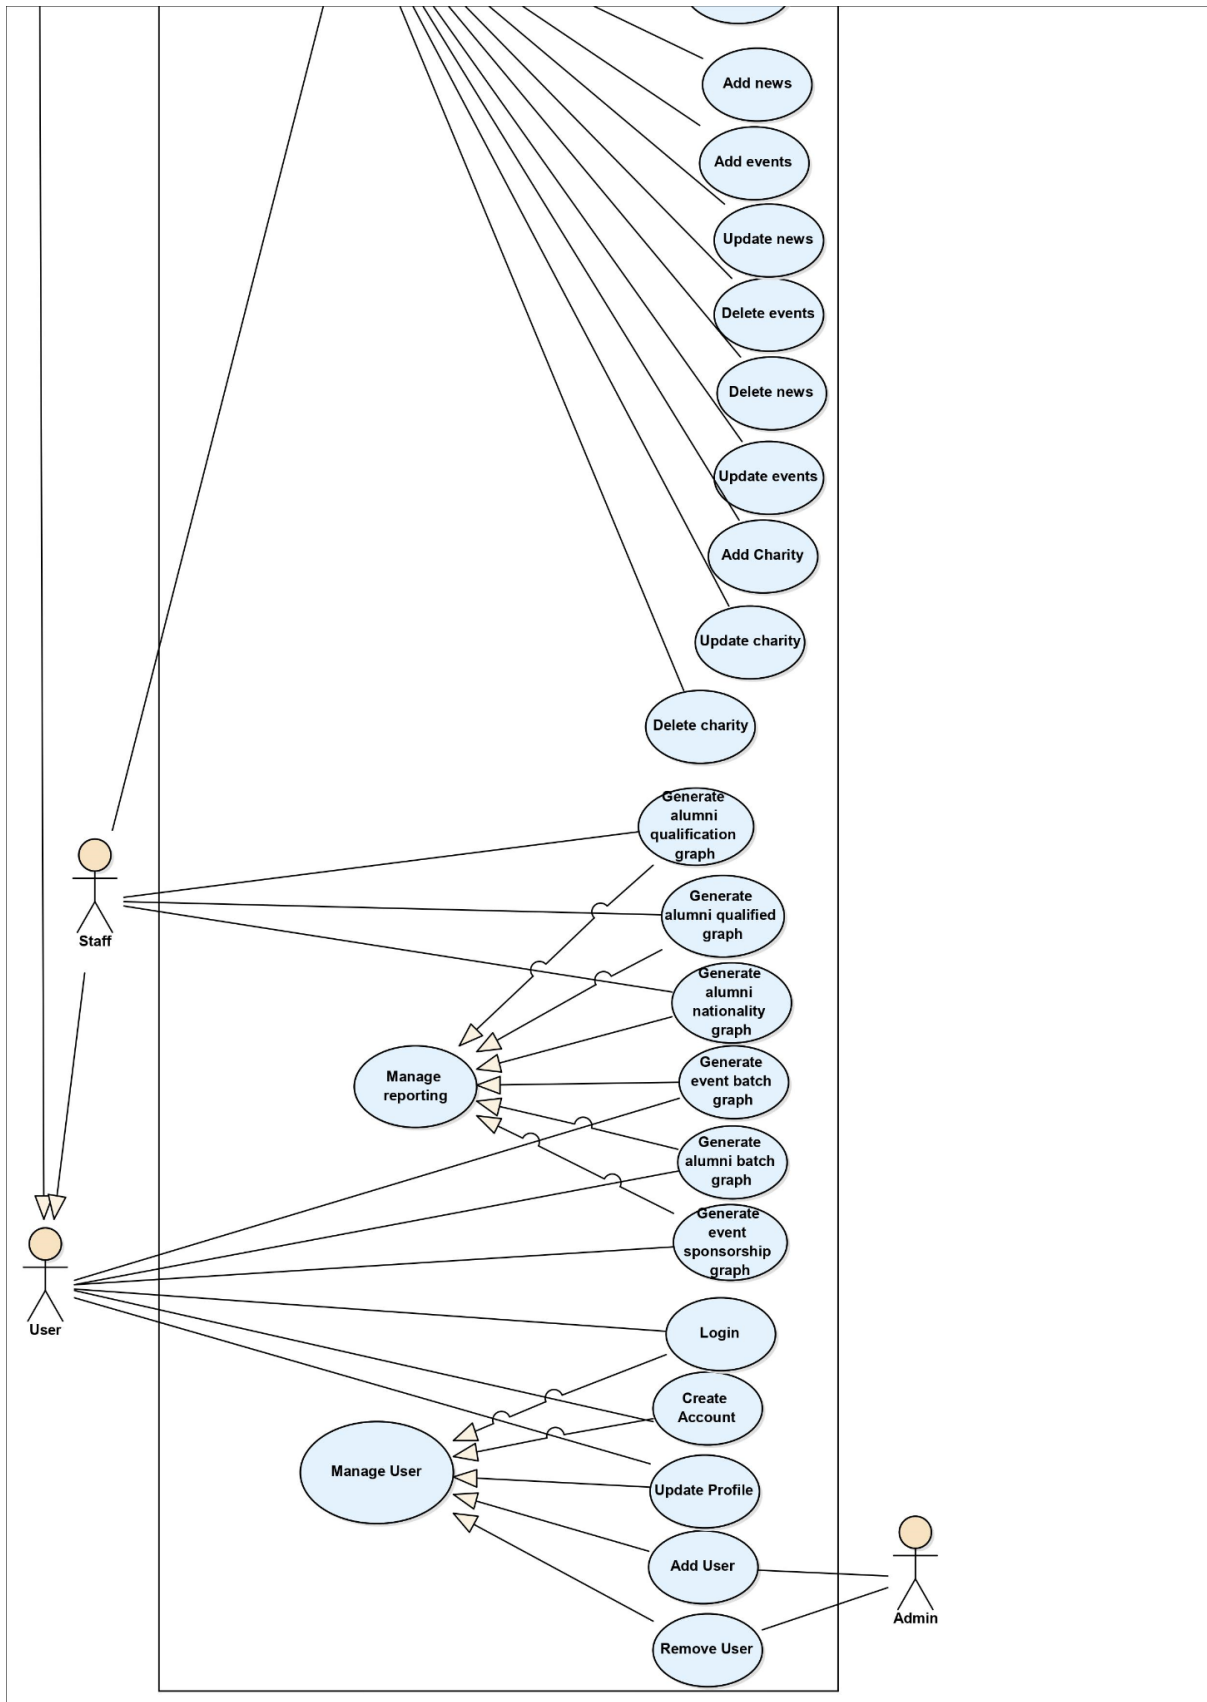 Add news
Add events
Update news
Delete events
Delete news
Update events
Add Charity
Update charity
Delete charity
Generate
alumni
qualification
graph
Staff
Generate
alumni qualified
graph
Generate
alumni
nationality
graph
Manage
reporting
Generate
event batch
graph
Generate
alumni batch
graph
Generate
event
sponsorship
graph
User
Login
Create
Account
Manage User
Update Profile
Add User
Admin
Remove User